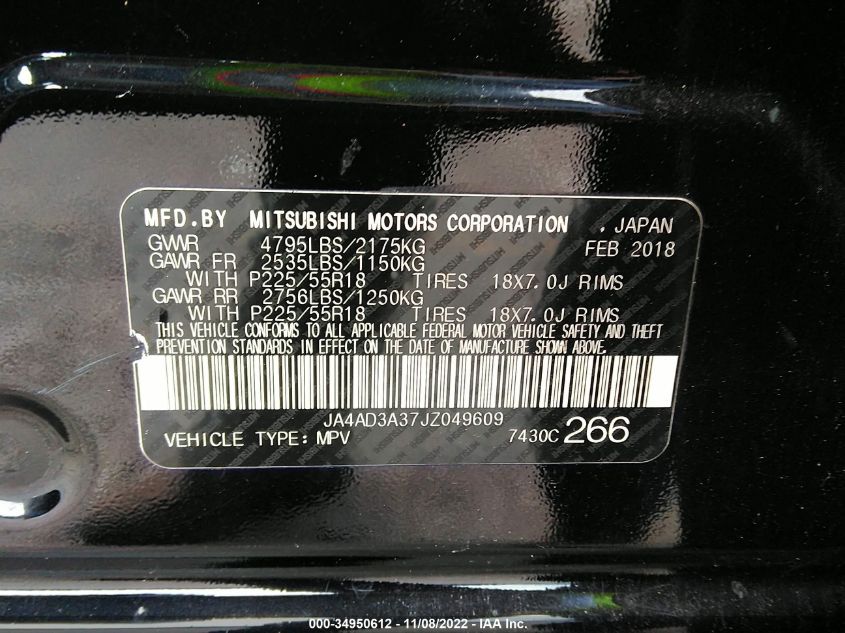 MFD.BY MITSUBISHI MOTORS CORPORATION . JAPAN
GWWR 4795LBS/2175KG FEB 2018
GAWR FR 2535LBS/1150KG
WITH P225/55R18 TIRES 18X7.0J RIMS
GAWR RR 2756LBS/1250KG
WITH P225/55R18 TIRES 18X7.0J RIMS
THIS VEHICLE CONFORMS TO ALL APPLICABLE FEDERAL MOTOR VEHICLE SAFETY AND THEFT
PREVENTION STANDARDS IN EFFECT ON THE DATE OF MANUFACTURE SHOWN ABOVE.
JA4AD3A37JZ049609
VEHICLE TYPE: MPV 7430C 266
000-34950612 - 11/08/2022 - IAA Inc.